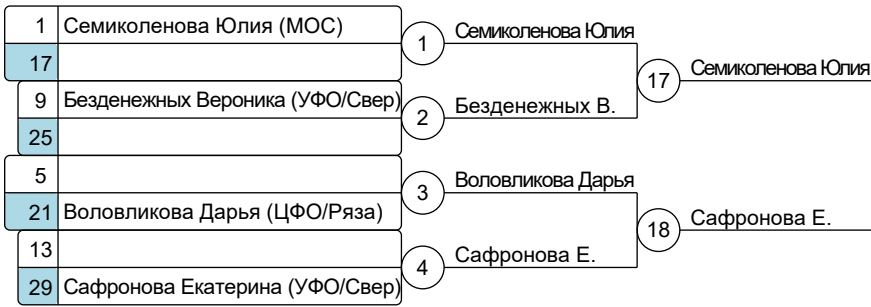 1 Семиколенова Юлия (МОС)
17
1 Семиколенова Юлия
9 Безденежных Вероника (УФО/Свер)
25
2 Безденежных В.
17 Семиколенова Юлия
5
21 Воловликова Дарья (ЦФО/Ряза)
3 Воловликова Дарья
13
29 Сафронова Екатерина (УФО/Свер)
4 Сафронова Е.
18 Сафронова Е.